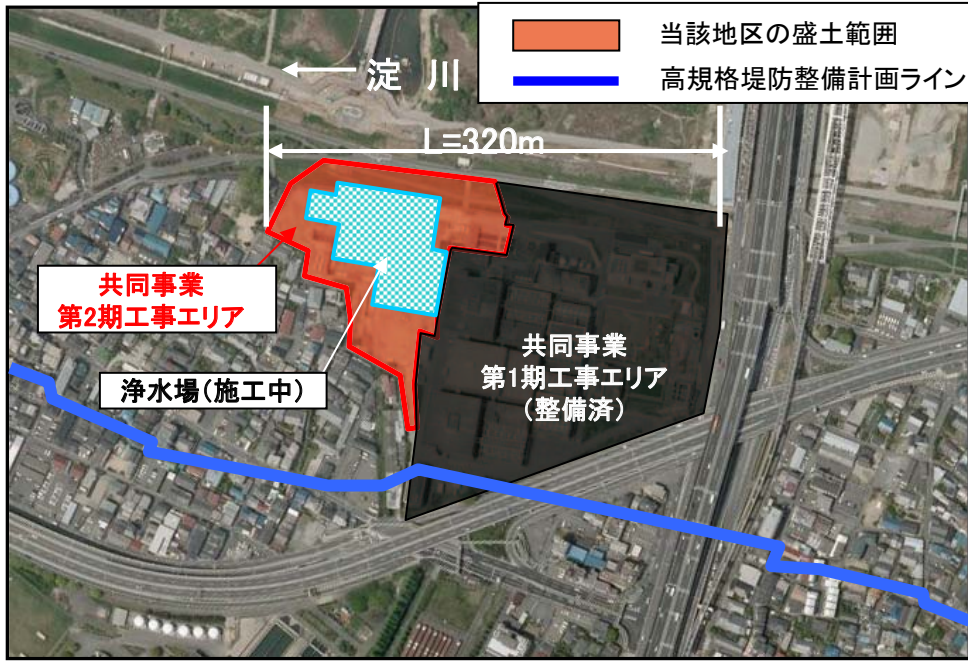 当該地区の盛土範囲
高規格堤防整備計画ライン
淀 川
L=320m
共同事業
第2期工事エリア
浄水場(施工中)
共同事業
第1期工事エリア
(整備済)